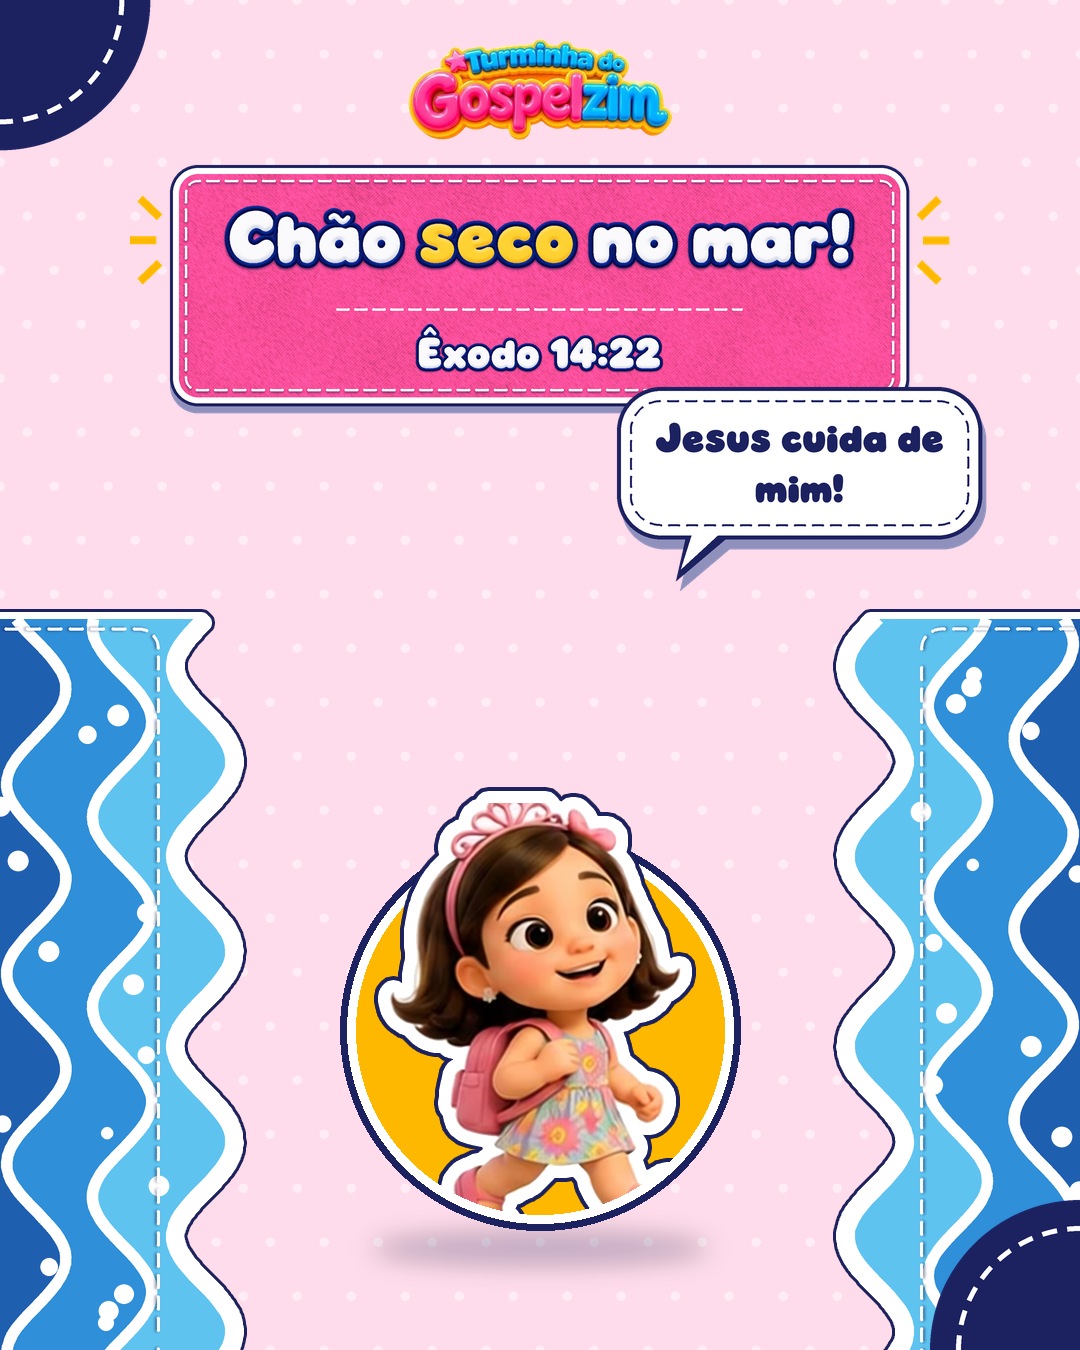 Turminha do
Gospelzim
Chão seco no mar!
Êxodo 14:22
Jesus cuida de
mim!